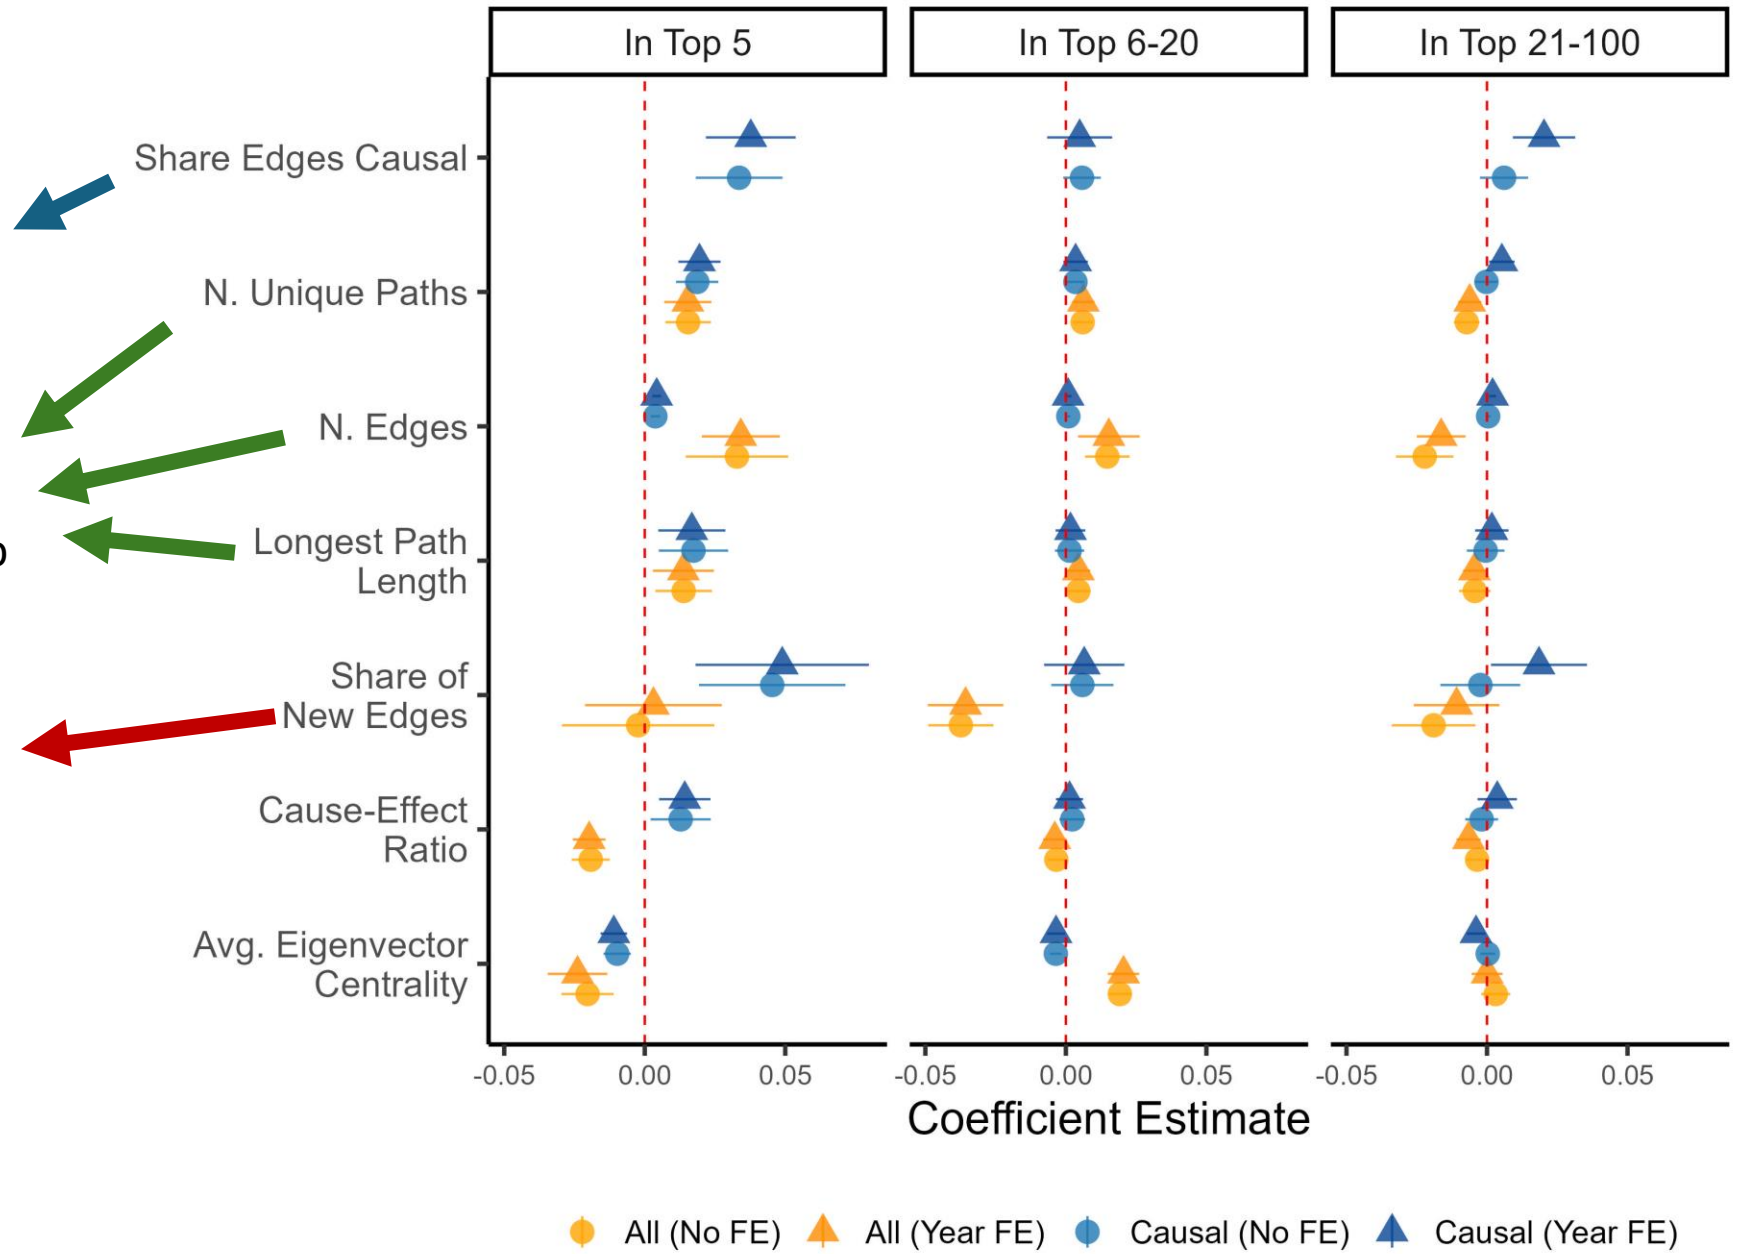 In Top 5
In Top 6-20
In Top 21-100
Share Edges Causal
N. Unique Paths
N. Edges
Longest Path
Length
Share of
New Edges
Cause-Effect
Ratio
Avg. Eigenvector
Centrality
-0.05 0.00 0.05
-0.05 0.00 0.05
-0.05 0.00 0.05
Coefficient Estimate
All (No FE)
All (Year FE)
Causal (No FE)
Causal (Year FE)